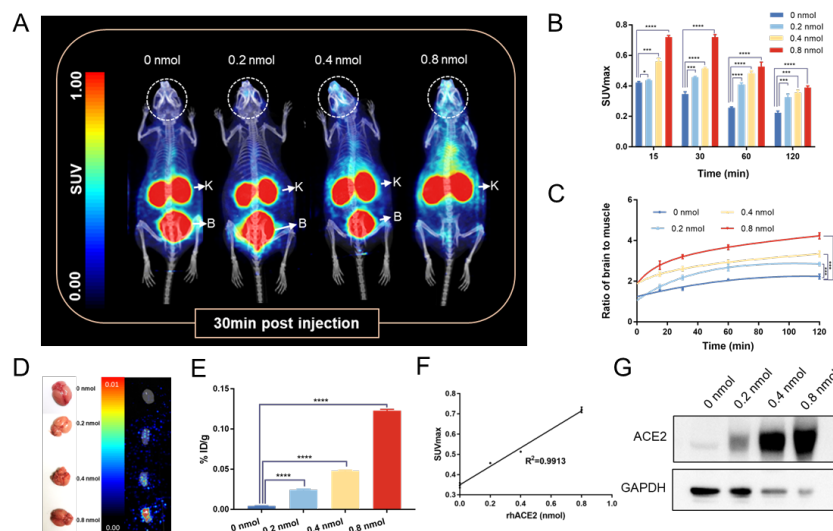 A
0 nmol 0.2 nmol 0.4 nmol 0.8 nmol
1.00
SUV
0.00
K K K K
B B B
30min post injection
B
SUVmax
0.8
0.6
0.4
0.2
0.0
**** **** **** ****
*** **** **** ***
* *** **** ***
0 nmol
0.2 nmol
0.4 nmol
0.8 nmol
15 30 60 120
Time (min)
C
Ratio of brain to muscle
6
4
2
0
0 nmol 0.4 nmol
0.2 nmol 0.8 nmol
0 20 40 60 80 100 120
Time (min)
D
0 nmol
0.2 nmol
0.4 nmol
0.8 nmol
0.01
0.00
E
% ID/g
0.15
0.10
0.05
0.00
****
****
****
0 nmol 0.2 nmol 0.4 nmol 0.8 nmol
F
SUVmax
0.8
0.7
0.6
0.5
0.4
0.3
R²=0.9913
0.0 0.2 0.4 0.6 0.8 1.0
rhACE2 (nmol)
G
0 nmol 0.2 nmol 0.4 nmol 0.8 nmol
ACE2
GAPDH